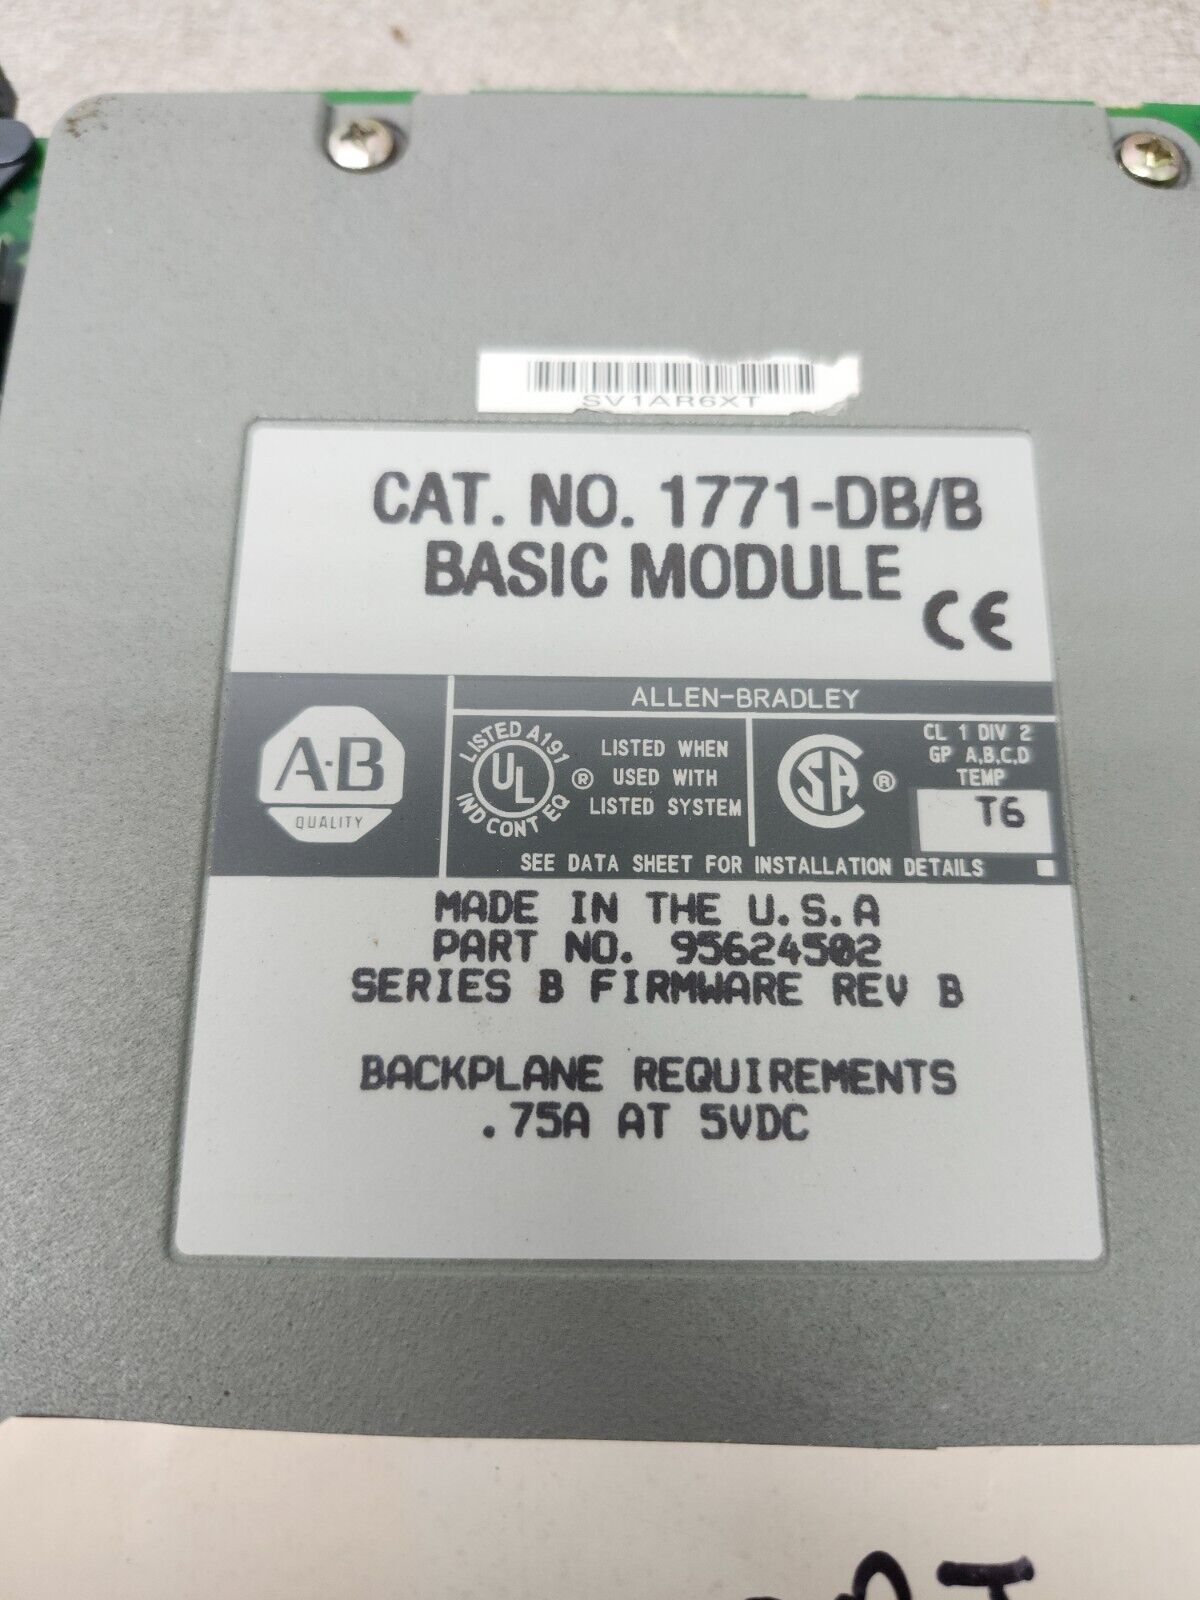 SV1AR6XT
CAT. NO. 1771-DB/B
BASIC MODULE
CE
ALLEN-BRADLEY
A·B
QUALITY
LISTED A191
UL
IND CONT EQ
®
LISTED WHEN
USED WITH
LISTED SYSTEM
SA
®
CL 1 DIV 2
GP A,B,C,D
TEMP
T6
SEE DATA SHEET FOR INSTALLATION DETAILS
MADE IN THE U.S.A
PART NO. 95624502
SERIES B FIRMWARE REV B
BACKPLANE REQUIREMENTS
.75A AT 5VDC